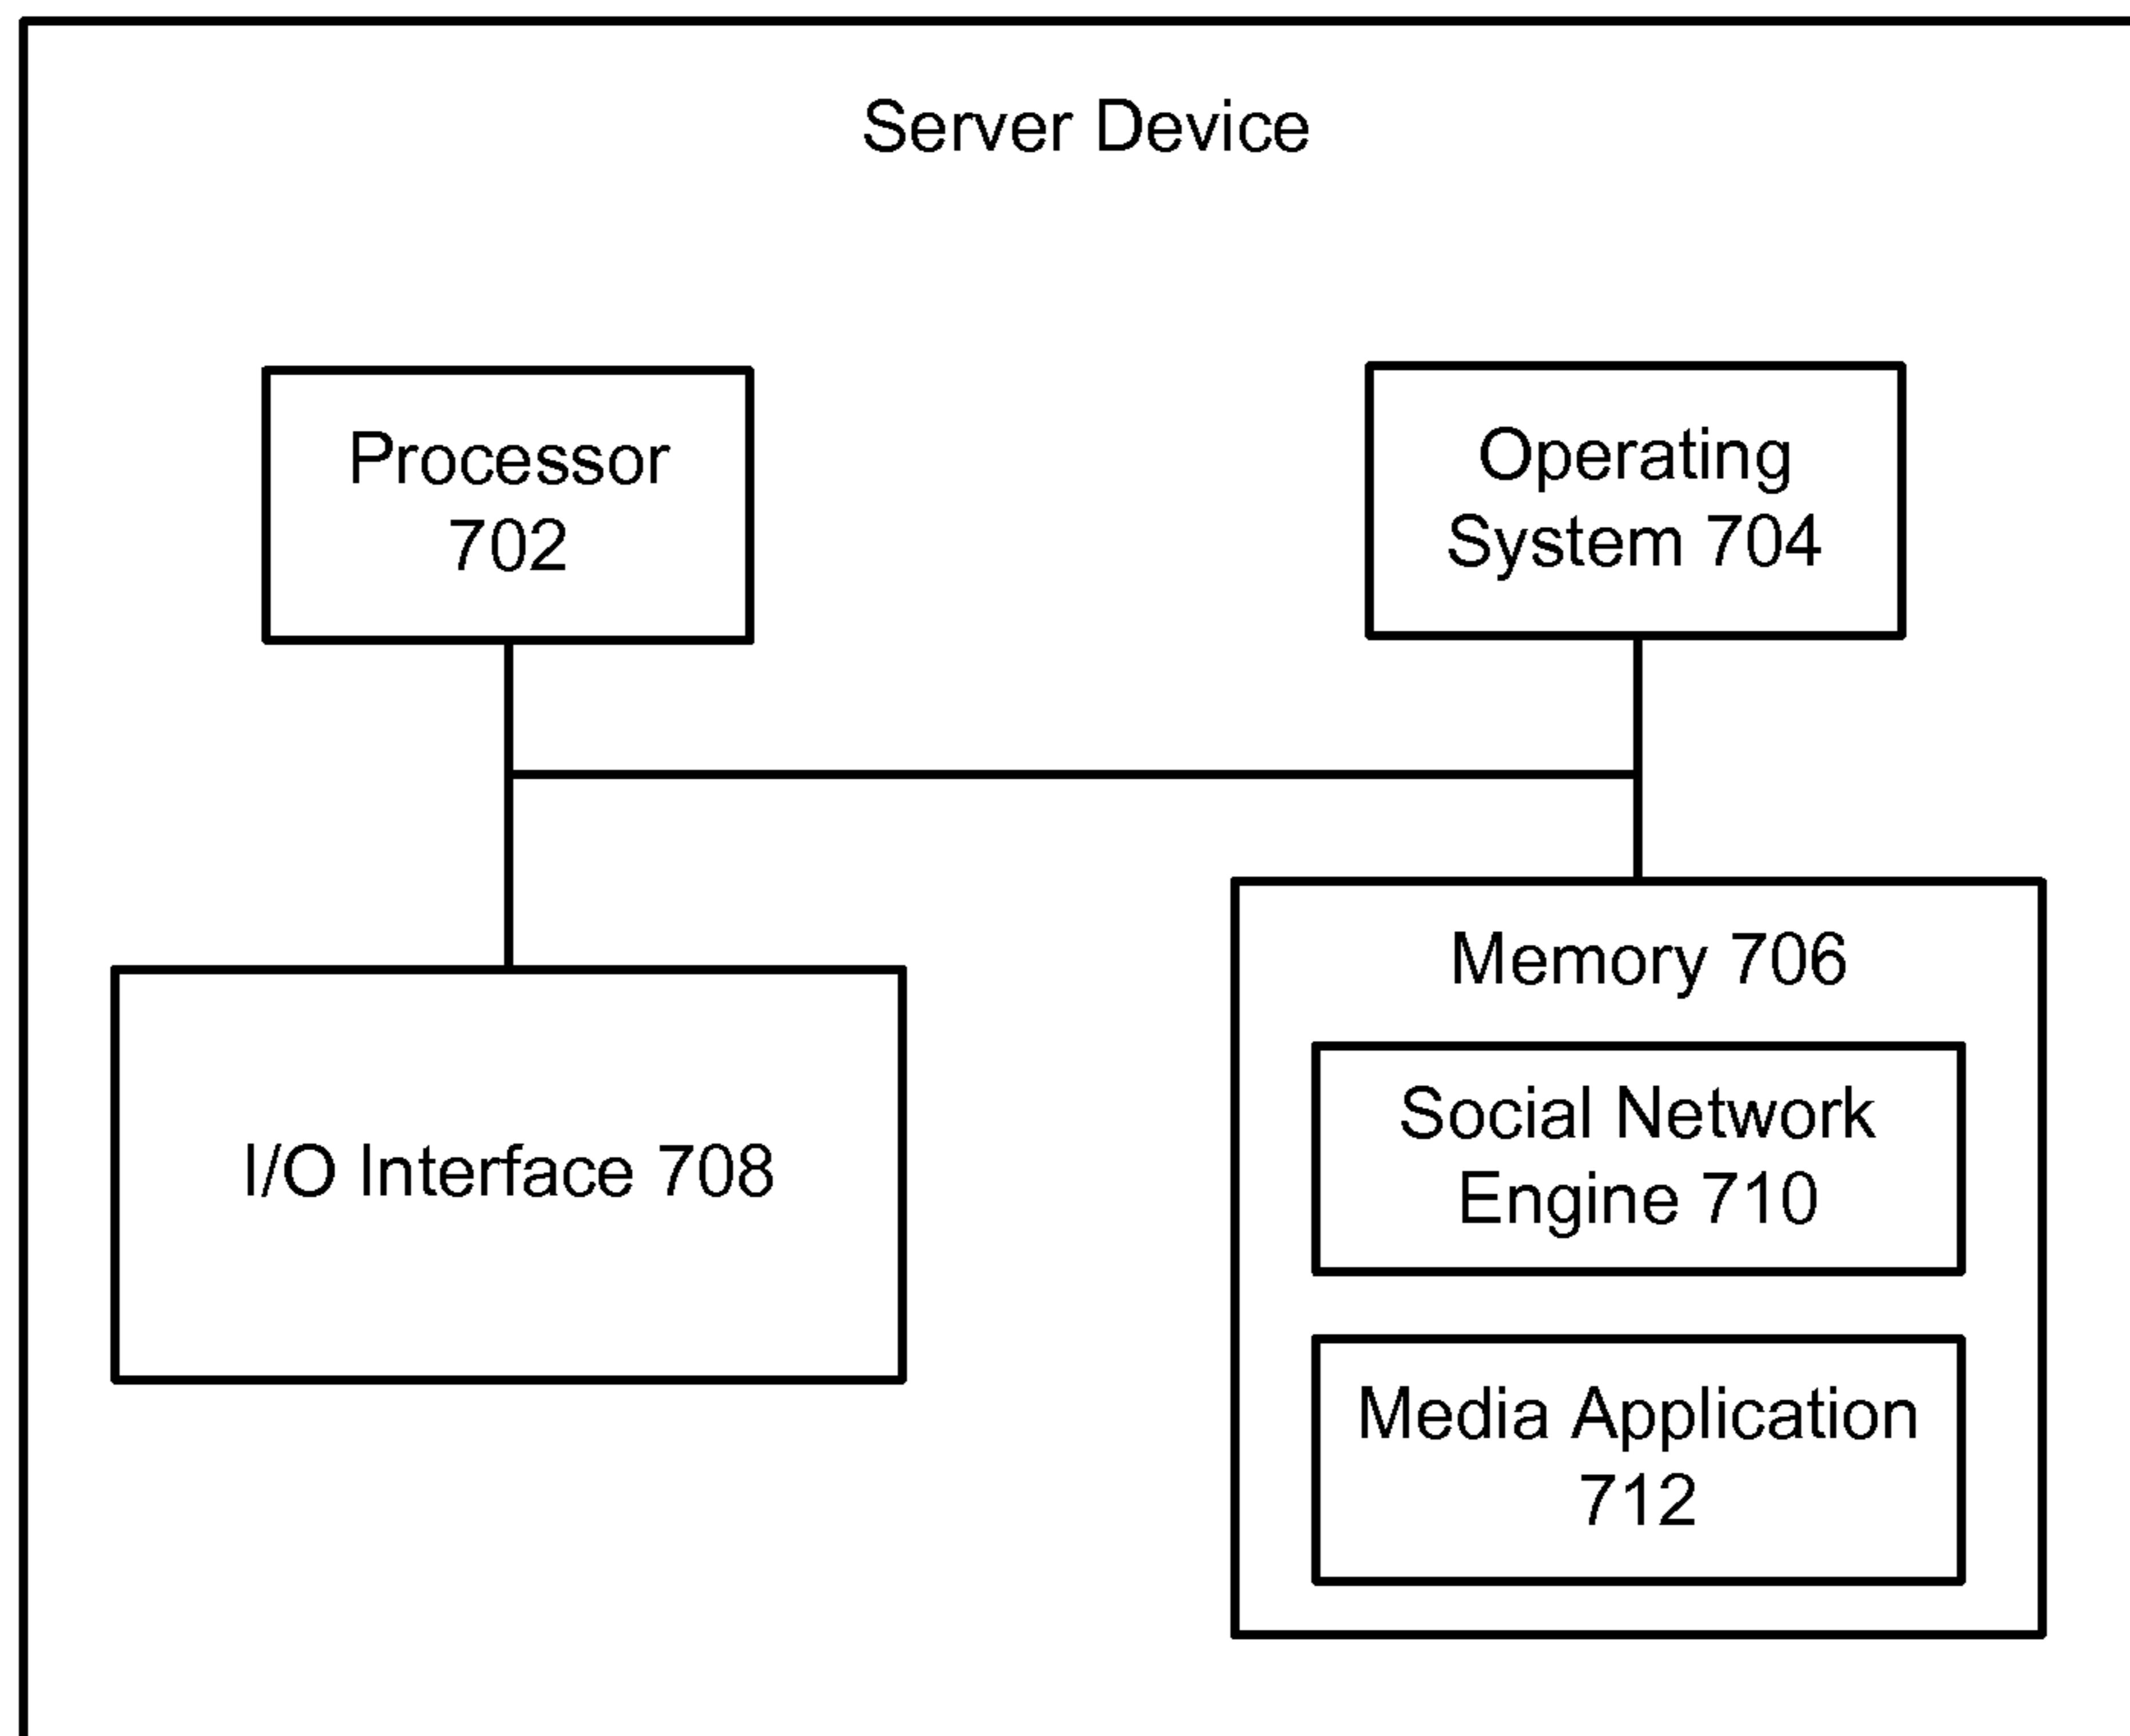 Server Device
Processor
702
Operating
System 704
I/O Interface 708
Memory 706
Social Network
Engine 710
Media Application
712